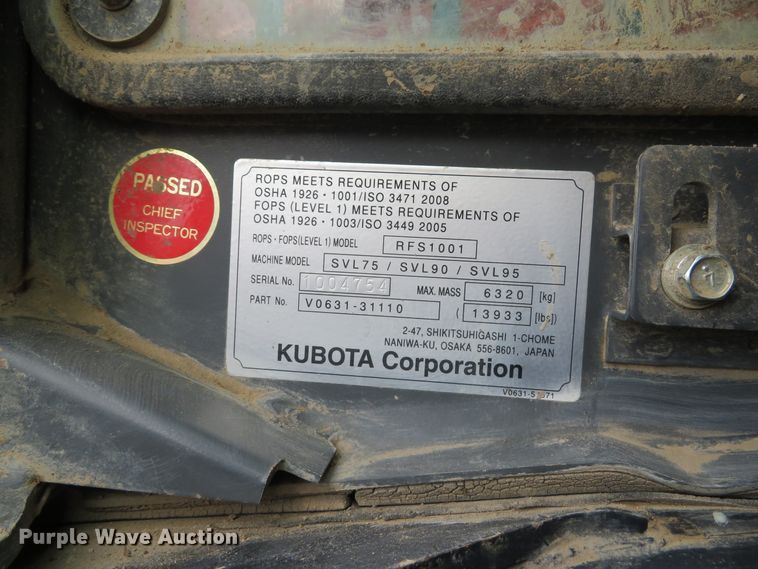 PASSED
CHIEF
INSPECTOR
ROPS MEETS REQUIREMENTS OF
OSHA 1926・1001/ISO 3471 2008
FOPS (LEVEL 1) MEETS REQUIREMENTS OF
OSHA 1926・1003/ISO 3449 2005
ROPS・FOPS(LEVEL 1) MODEL RFS1001
MACHINE MODEL SVL75 / SVL90 / SVL95
SERIAL No. 1004754 MAX. MASS 6320 [kg]
PART No. V0631-31110 ( 13933 [lbs])
2-47, SHIKITSUHIGASHI 1-CHOME
NANIWA-KU, OSAKA 556-8601, JAPAN
KUBOTA Corporation
7
Purple Wave Auction